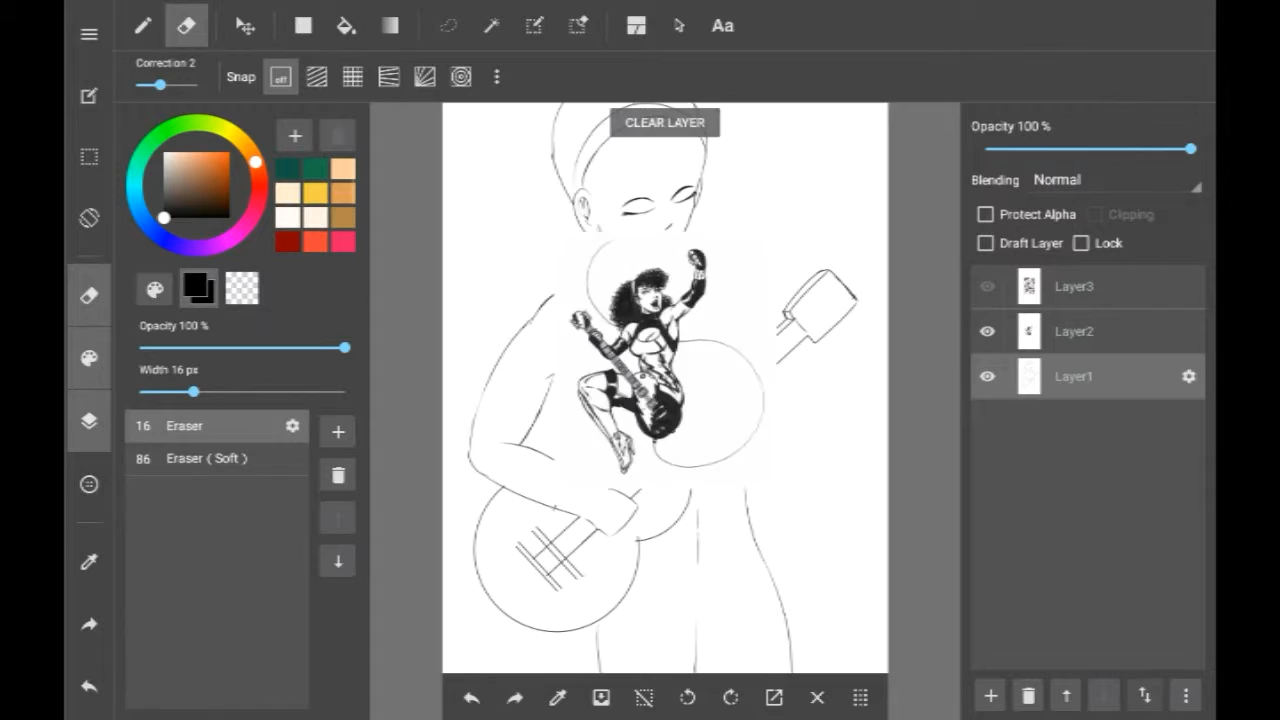 Aa
Correction 2
Snap
off
CLEAR LAYER
Opacity 100 %
Blending Normal
Protect Alpha
Clipping
Draft Layer
Lock
Layer3
Layer2
Layer1
Opacity 100 %
Width 16 px
16 Eraser
86 Eraser ( Soft )